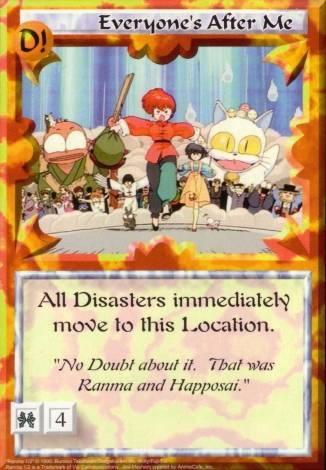 Everyone's After Me
D!
All Disasters immediately
move to this Location.
"No Doubt about it. That was
Ranma and Happosai."
4